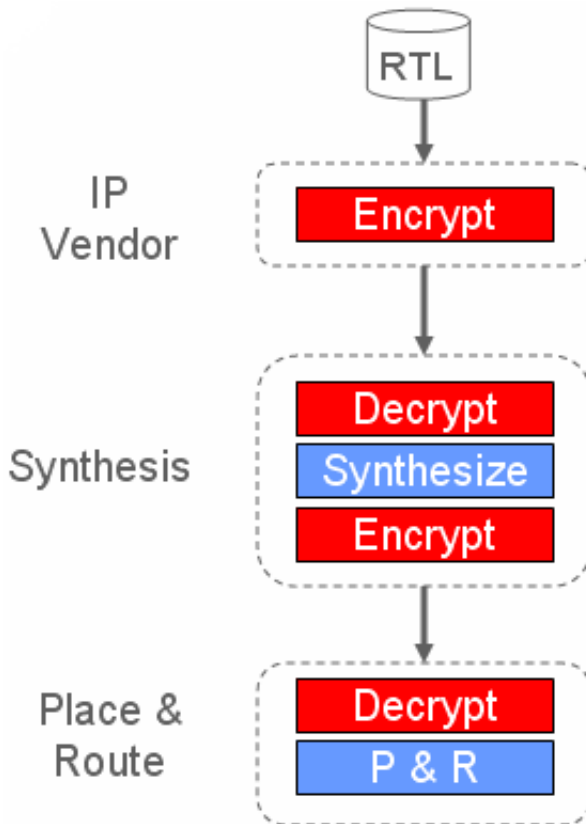 RTL
IP
Vendor
Encrypt
Synthesis
Decrypt
Synthesize
Encrypt
Place &
Route
Decrypt
P & R